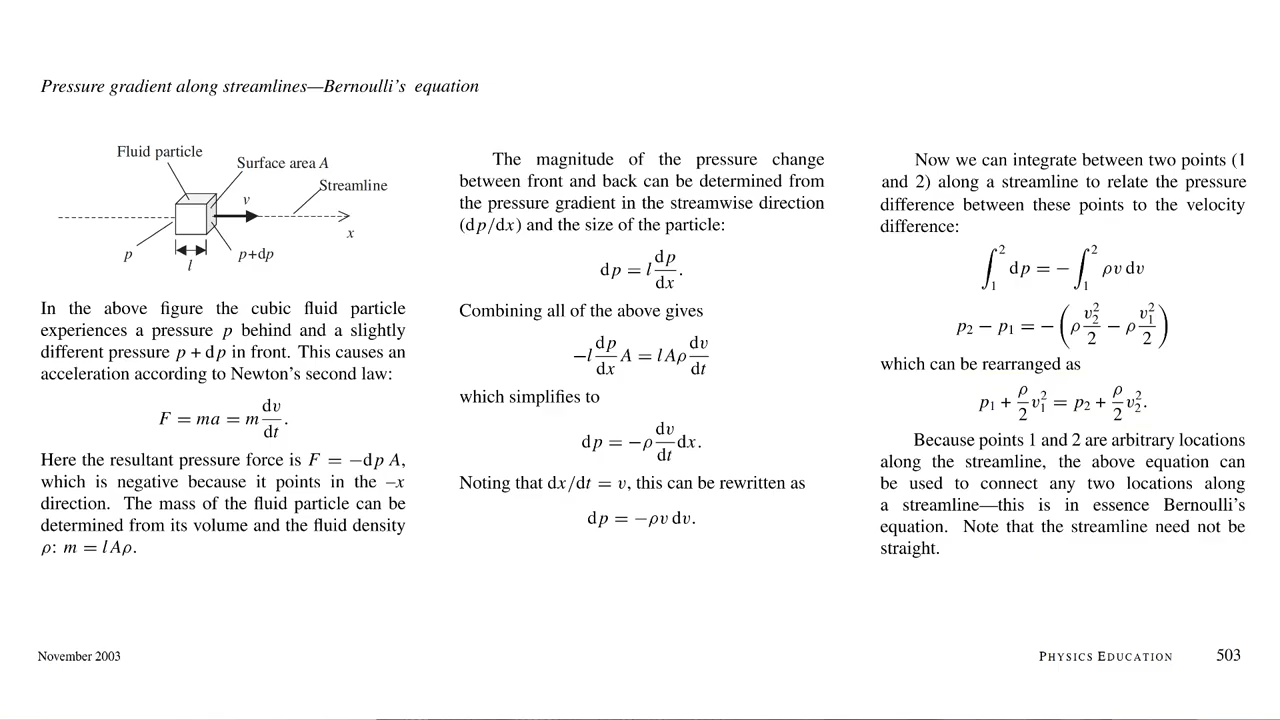 Pressure gradient along streamlines—Bernoulli's equation
Fluid particle
Surface area A
Streamline
v
x
p
l
p+dp
In the above figure the cubic fluid particle
experiences a pressure p behind and a slightly
different pressure p + dp in front. This causes an
acceleration according to Newton's second law:
F = ma = m dv/dt.
Here the resultant pressure force is F = −dp A,
which is negative because it points in the −x
direction. The mass of the fluid particle can be
determined from its volume and the fluid density
ρ: m = lAρ.
The magnitude of the pressure change
between front and back can be determined from
the pressure gradient in the streamwise direction
(dp/dx) and the size of the particle:
dp = l dp/dx.
Combining all of the above gives
−l dp/dx A = lAρ dv/dt
which simplifies to
dp = −ρ dv/dt dx.
Noting that dx/dt = v, this can be rewritten as
dp = −ρv dv.
Now we can integrate between two points (1
and 2) along a streamline to relate the pressure
difference between these points to the velocity
difference:
∫₁² dp = − ∫₁² ρv dv
p₂ − p₁ = − (ρ v₂²/2 − ρ v₁²/2)
which can be rearranged as
p₁ + ρ/2 v₁² = p₂ + ρ/2 v₂².
Because points 1 and 2 are arbitrary locations
along the streamline, the above equation can
be used to connect any two locations along
a streamline—this is in essence Bernoulli's
equation. Note that the streamline need not be
straight.
November 2003
PHYSICS EDUCATION 503